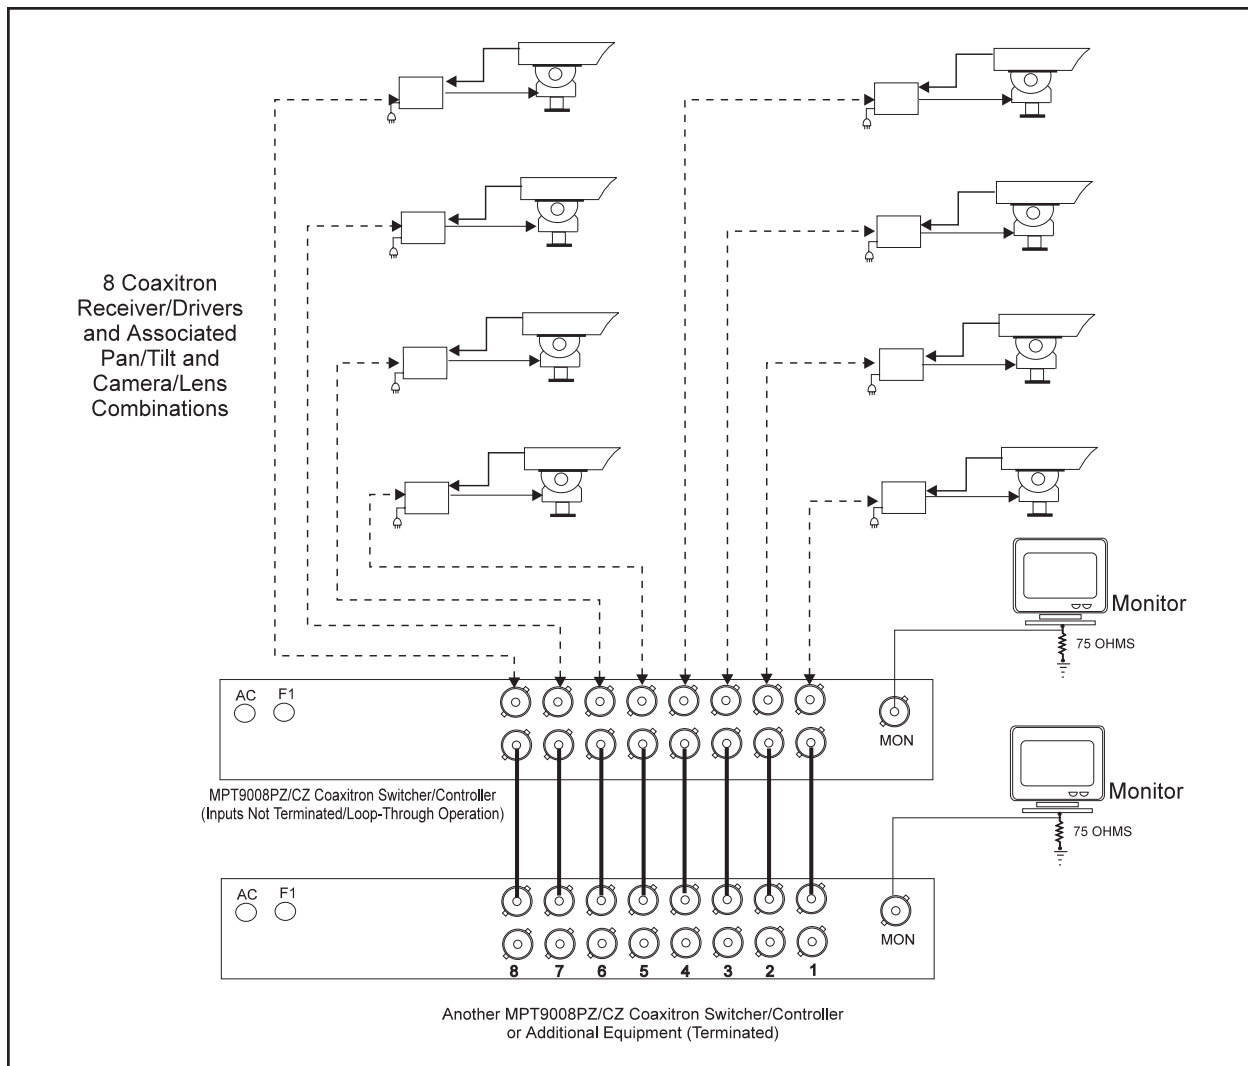 8 Coaxitron
Receiver/Drivers
and Associated
Pan/Tilt and
Camera/Lens
Combinations
Monitor
75 OHMS
AC F1
MON
MPT9008PZ/CZ Coaxitron Switcher/Controller
(Inputs Not Terminated/Loop-Through Operation)
Monitor
75 OHMS
AC F1
MON
8 7 6 5 4 3 2 1
Another MPT9008PZ/CZ Coaxitron Switcher/Controller
or Additional Equipment (Terminated)